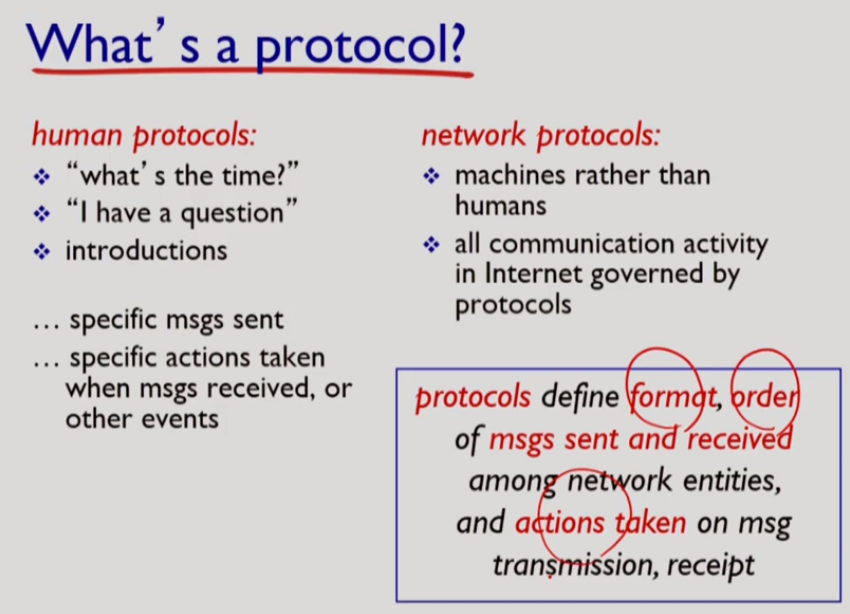 What's a protocol?
human protocols:
❖ “what's the time?”
❖ “I have a question”
❖ introductions
… specific msgs sent
… specific actions taken
when msgs received, or
other events
network protocols:
❖ machines rather than
humans
❖ all communication activity
in Internet governed by
protocols
protocols define format, order
of msgs sent and received
among network entities,
and actions taken on msg
transmission, receipt